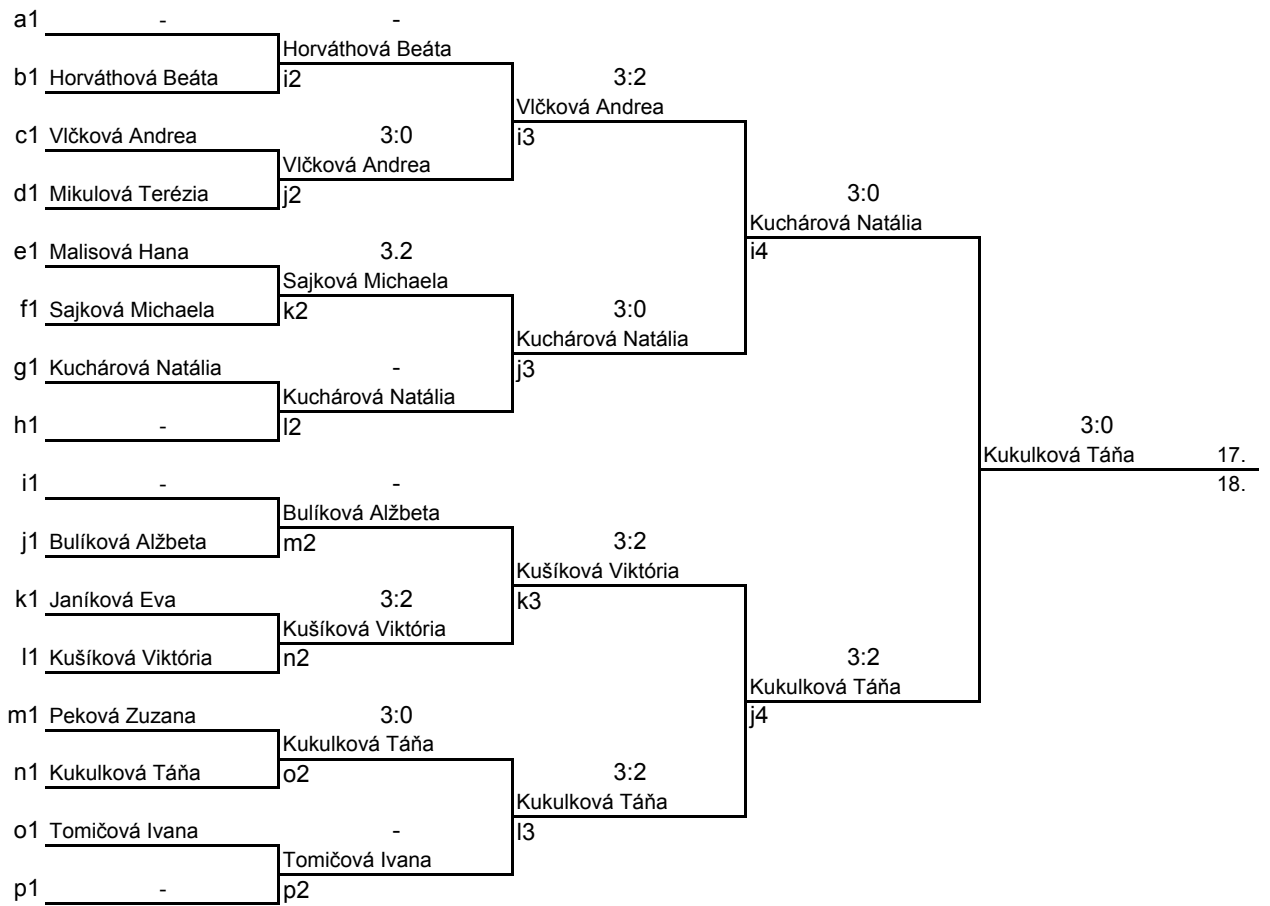 a1 - -
Horváthová Beáta
b1 Horváthová Beáta i2 3:2
Vlčková Andrea
c1 Vlčková Andrea 3:0 i3
Vlčková Andrea
d1 Mikulová Terézia j2 3:0
Kuchárová Natália
e1 Malisová Hana 3.2 i4
Sajková Michaela
f1 Sajková Michaela k2 3:0
Kuchárová Natália
g1 Kuchárová Natália - j3
Kuchárová Natália
h1 - l2 3:0
Kukulková Táňa 17.
i1 - - 18.
Bulíková Alžbeta
j1 Bulíková Alžbeta m2 3:2
Kušíková Viktória
k1 Janíková Eva 3:2 k3
Kušíková Viktória
l1 Kušíková Viktória n2 3:2
Kukulková Táňa
m1 Peková Zuzana 3:0 j4
Kukulková Táňa
n1 Kukulková Táňa o2 3:2
Kukulková Táňa
o1 Tomičová Ivana - l3
Tomičová Ivana
p1 - p2